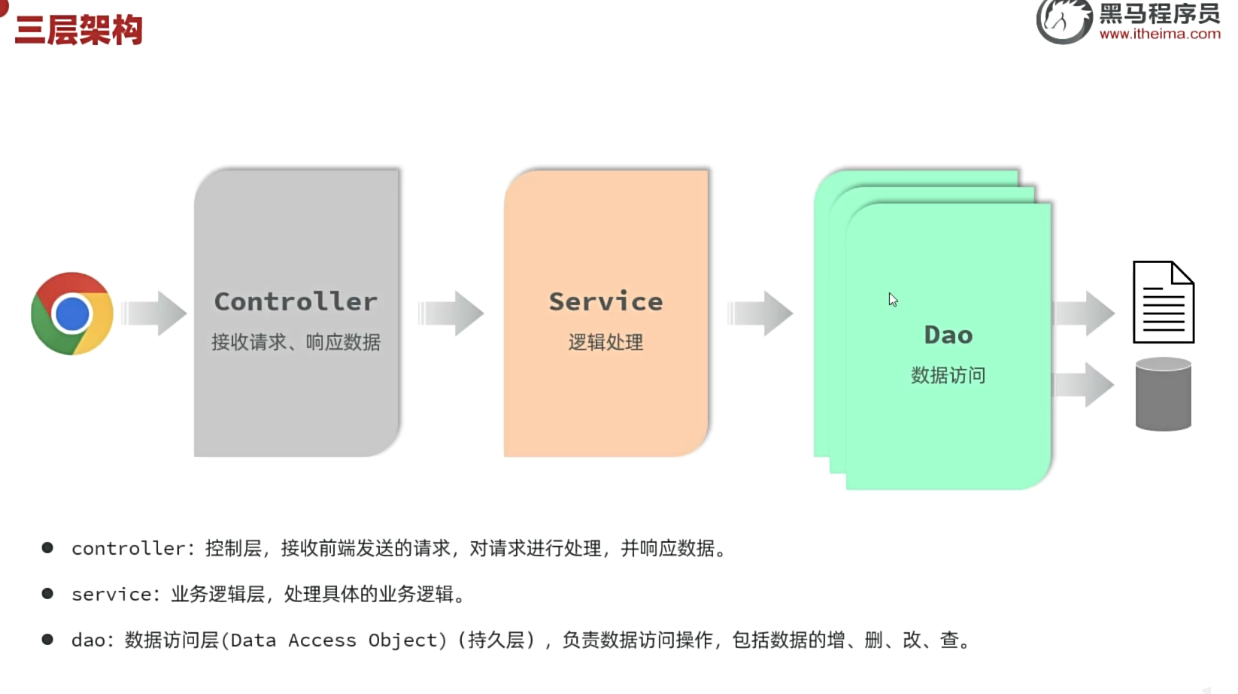 三层架构
黑马程序员
www.itheima.com
Controller
接收请求、响应数据
Service
逻辑处理
Dao
数据访问
● controller：控制层，接收前端发送的请求，对请求进行处理，并响应数据。
● service：业务逻辑层，处理具体的业务逻辑。
● dao：数据访问层(Data Access Object)（持久层），负责数据访问操作，包括数据的增、删、改、查。